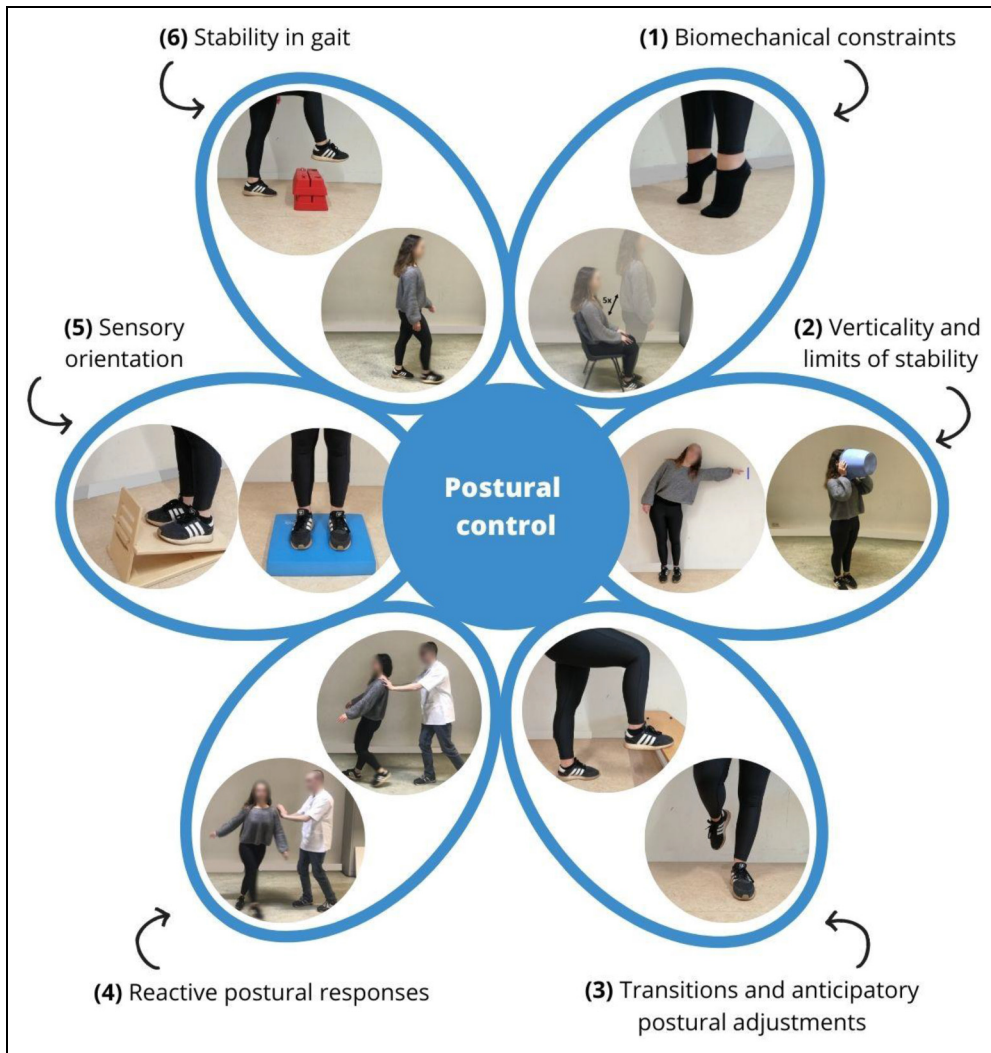 (6) Stability in gait
(1) Biomechanical constraints
5x
(5) Sensory
orientation
(2) Verticality and
limits of stability
Postural
control
(4) Reactive postural responses
(3) Transitions and anticipatory
postural adjustments